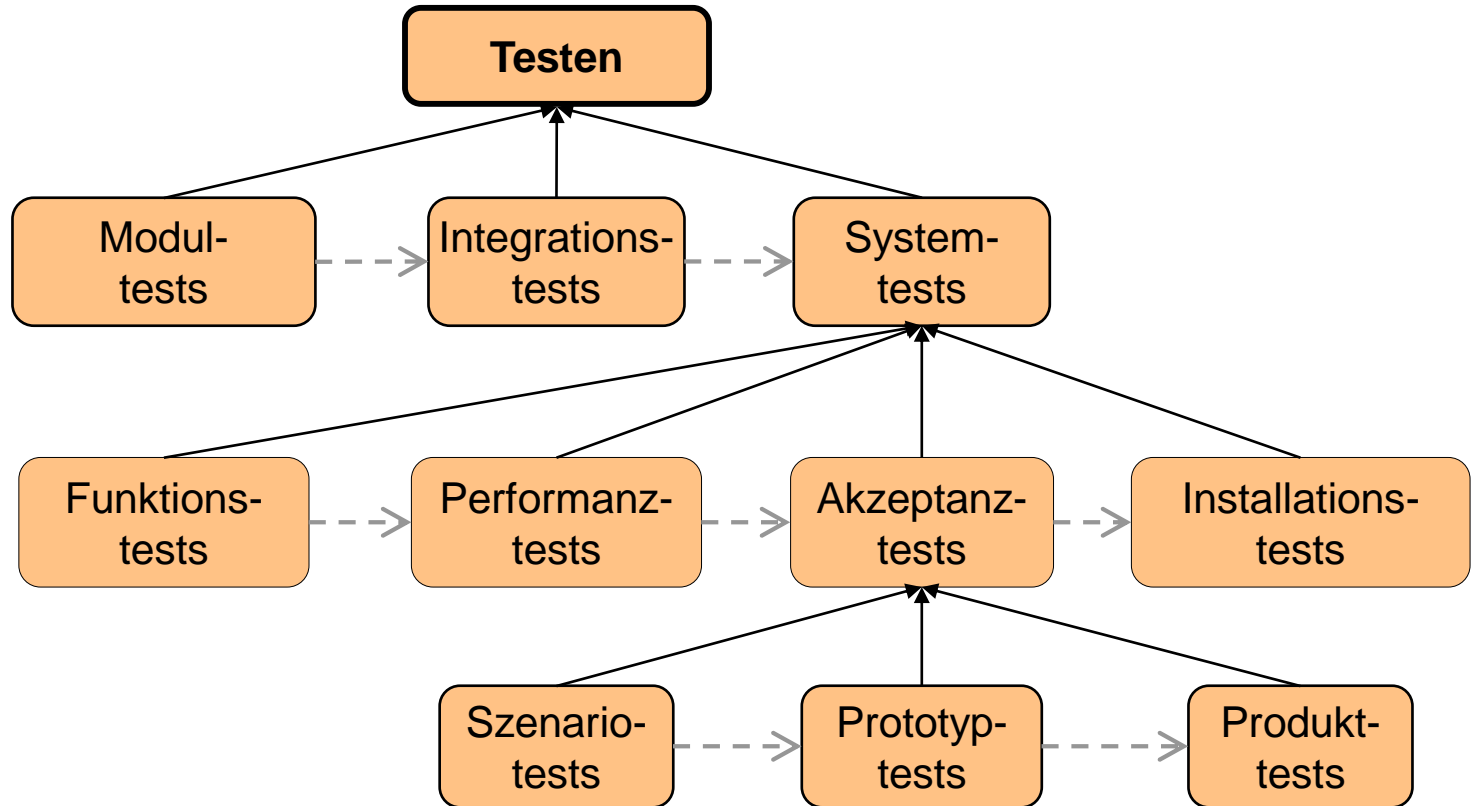 Testen
Modul-
tests
Integrations-
tests
System-
tests
Funktions-
tests
Performanz-
tests
Akzeptanz-
tests
Installations-
tests
Szenario-
tests
Prototyp-
tests
Produkt-
tests